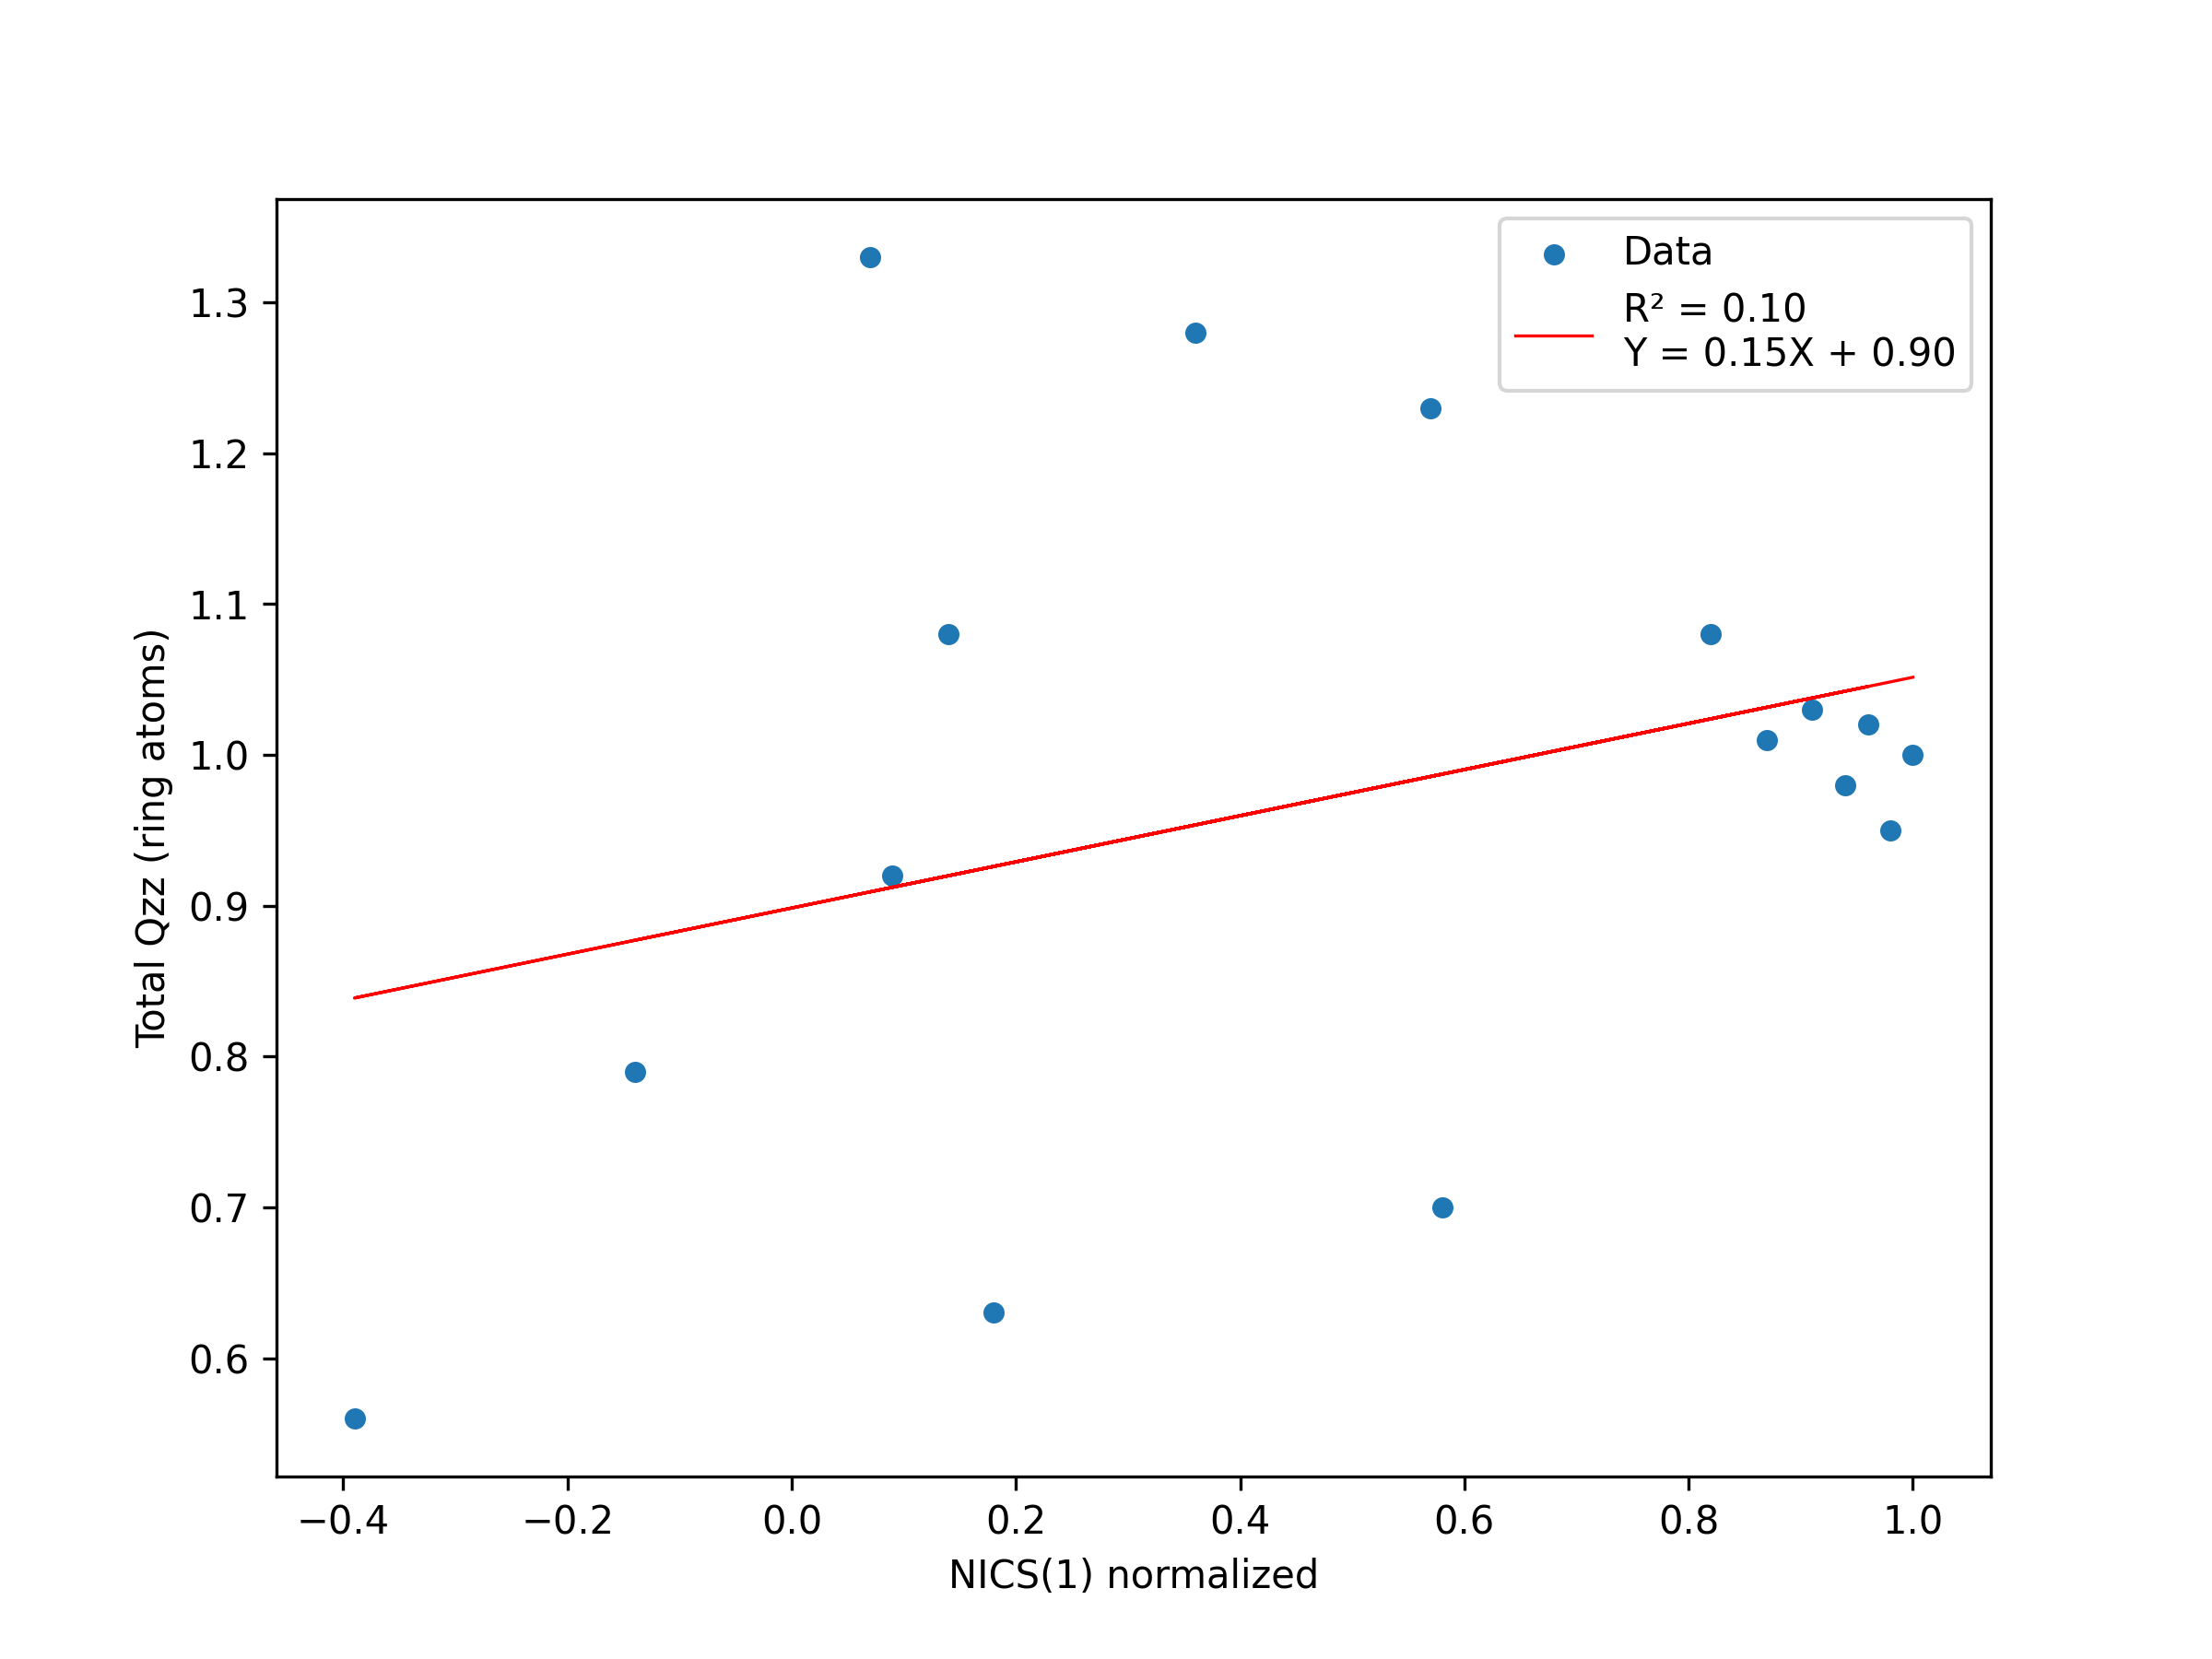 Data
R² = 0.10
Y = 0.15X + 0.90
1.3
1.2
1.1
1.0
0.9
0.8
0.7
0.6
Total Qzz (ring atoms)
−0.4 −0.2 0.0 0.2 0.4 0.6 0.8 1.0
NICS(1) normalized